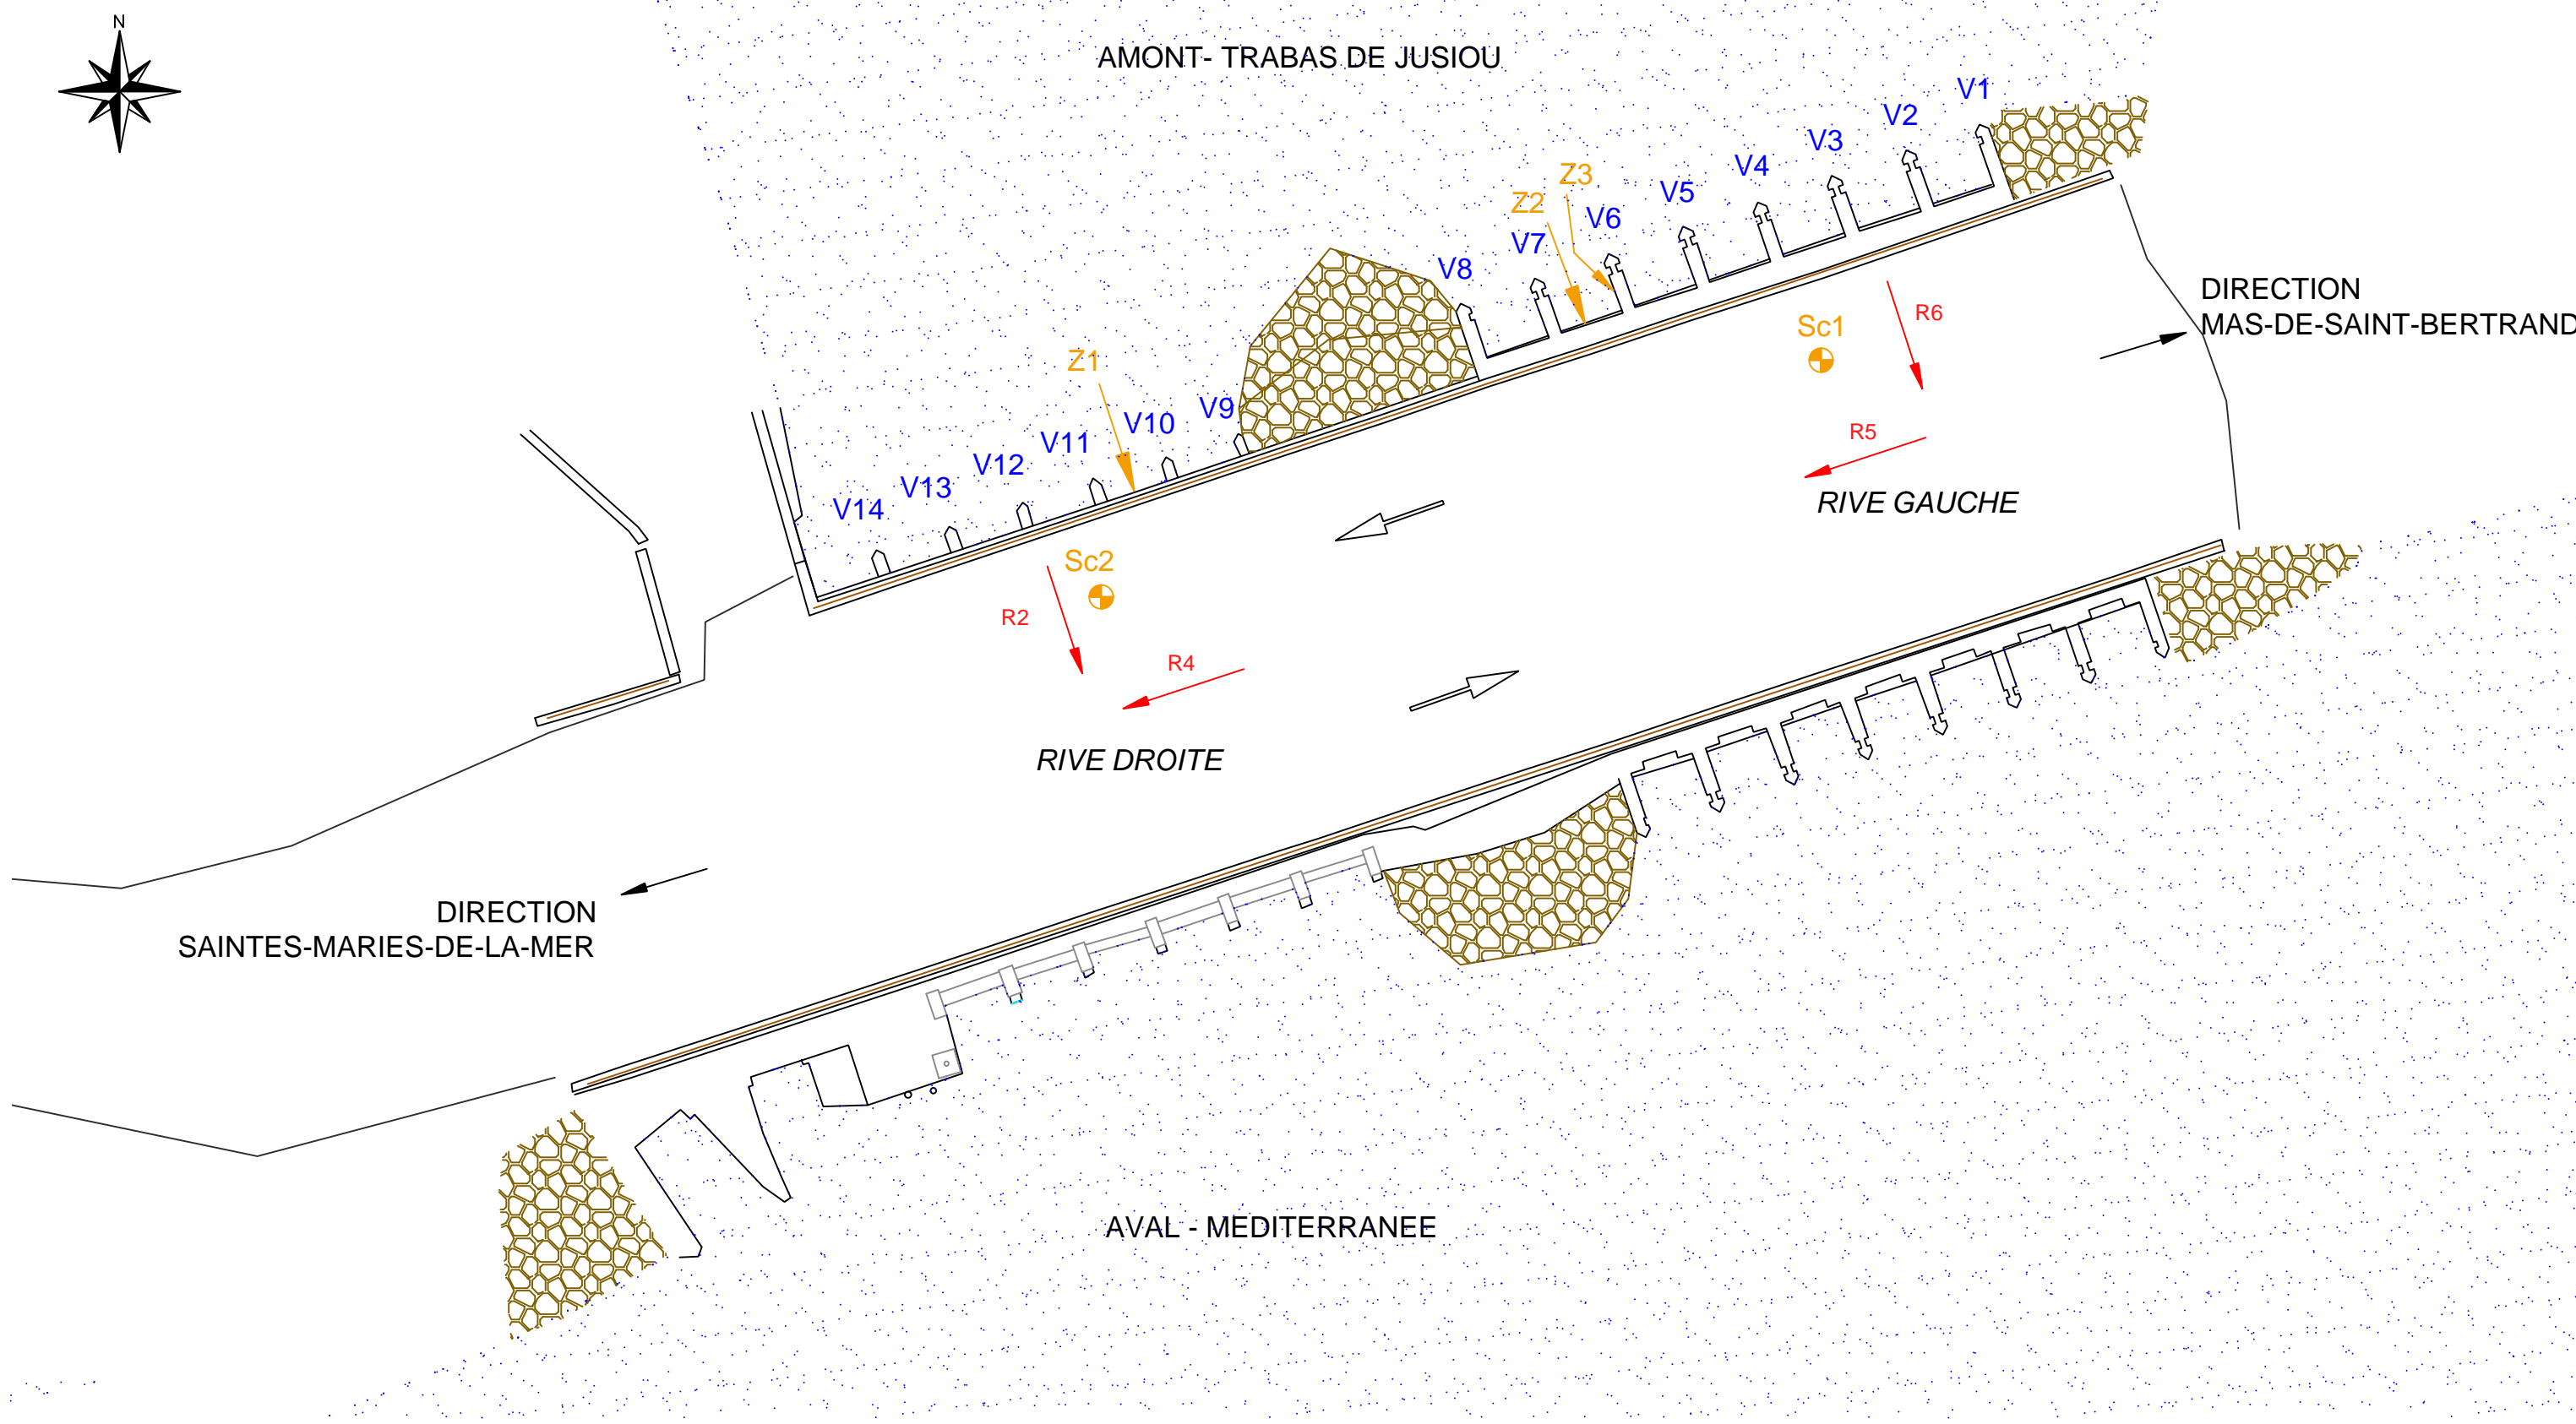 N
AMONT- TRABAS DE JUSIOU
V1
V2
V3
V4
Z3
V5
Z2
V6
V7
V8
DIRECTION
MAS-DE-SAINT-BERTRAND
R6
Sc1
Z1
V9
V10
R5
V11
V12
V13
RIVE GAUCHE
V14
Sc2
R2
R4
RIVE DROITE
DIRECTION
SAINTES-MARIES-DE-LA-MER
AVAL - MEDITERRANEE